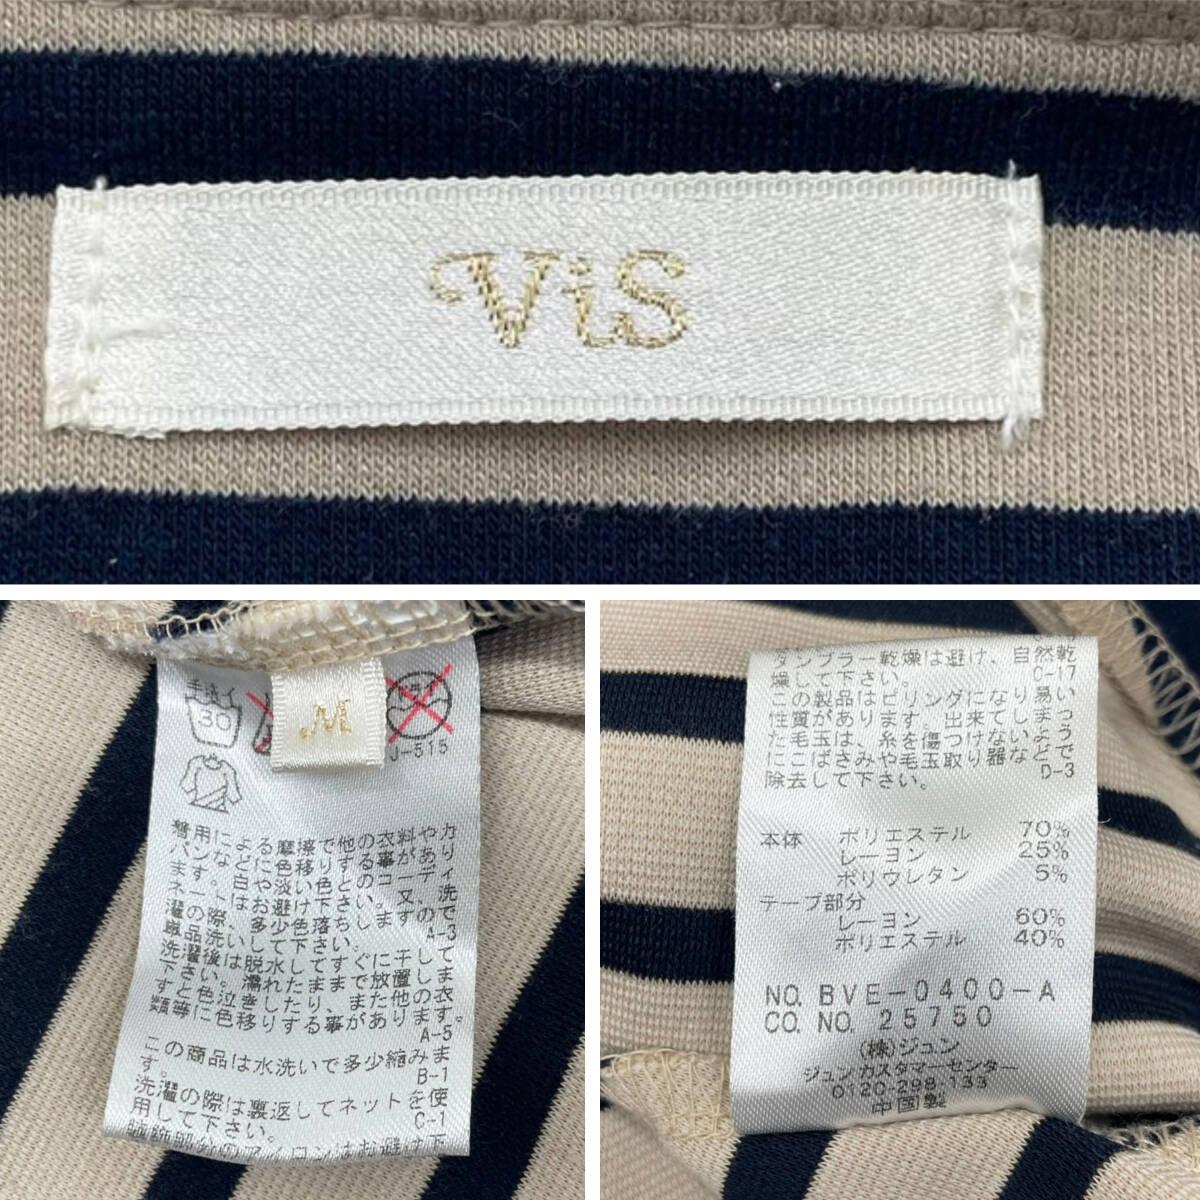 ViS
手洗イ
30
M
J-515
着用による摩擦で他の衣料やカ
バンなどに色移りする事があり
ます。白や淡い色とのコーディ
ネートはお避け下さい。又、洗
濯の際、多少色落ちしますので
単品洗いして下さい。 A-3
洗濯後は脱水してすぐに干して
下さい。濡れたままで放置しま
すと色泣きしたり、また他の衣
類等に色移りする事があります。
A-5
この商品は水洗いで多少縮みま
す。 B-1
洗濯の際は裏返してネットを使
用して下さい。 C-1
装飾部分のアイロンはお避け下
タンブラー乾燥は避け、自然乾
燥して下さい。 C-17
この製品はピリングになり易い
性質があります。出来てしまっ
た毛玉は、糸を傷つけないよう
にこばさみや毛玉取り器などで
除去して下さい。 D-3
本体 ポリエステル 70%
レーヨン 25%
ポリウレタン 5%
テープ部分
レーヨン 60%
ポリエステル 40%
NO. BVE-0400-A
CO. NO. 25750
(株)ジュン
ジュンカスタマーセンター
0120-298-133
中国製